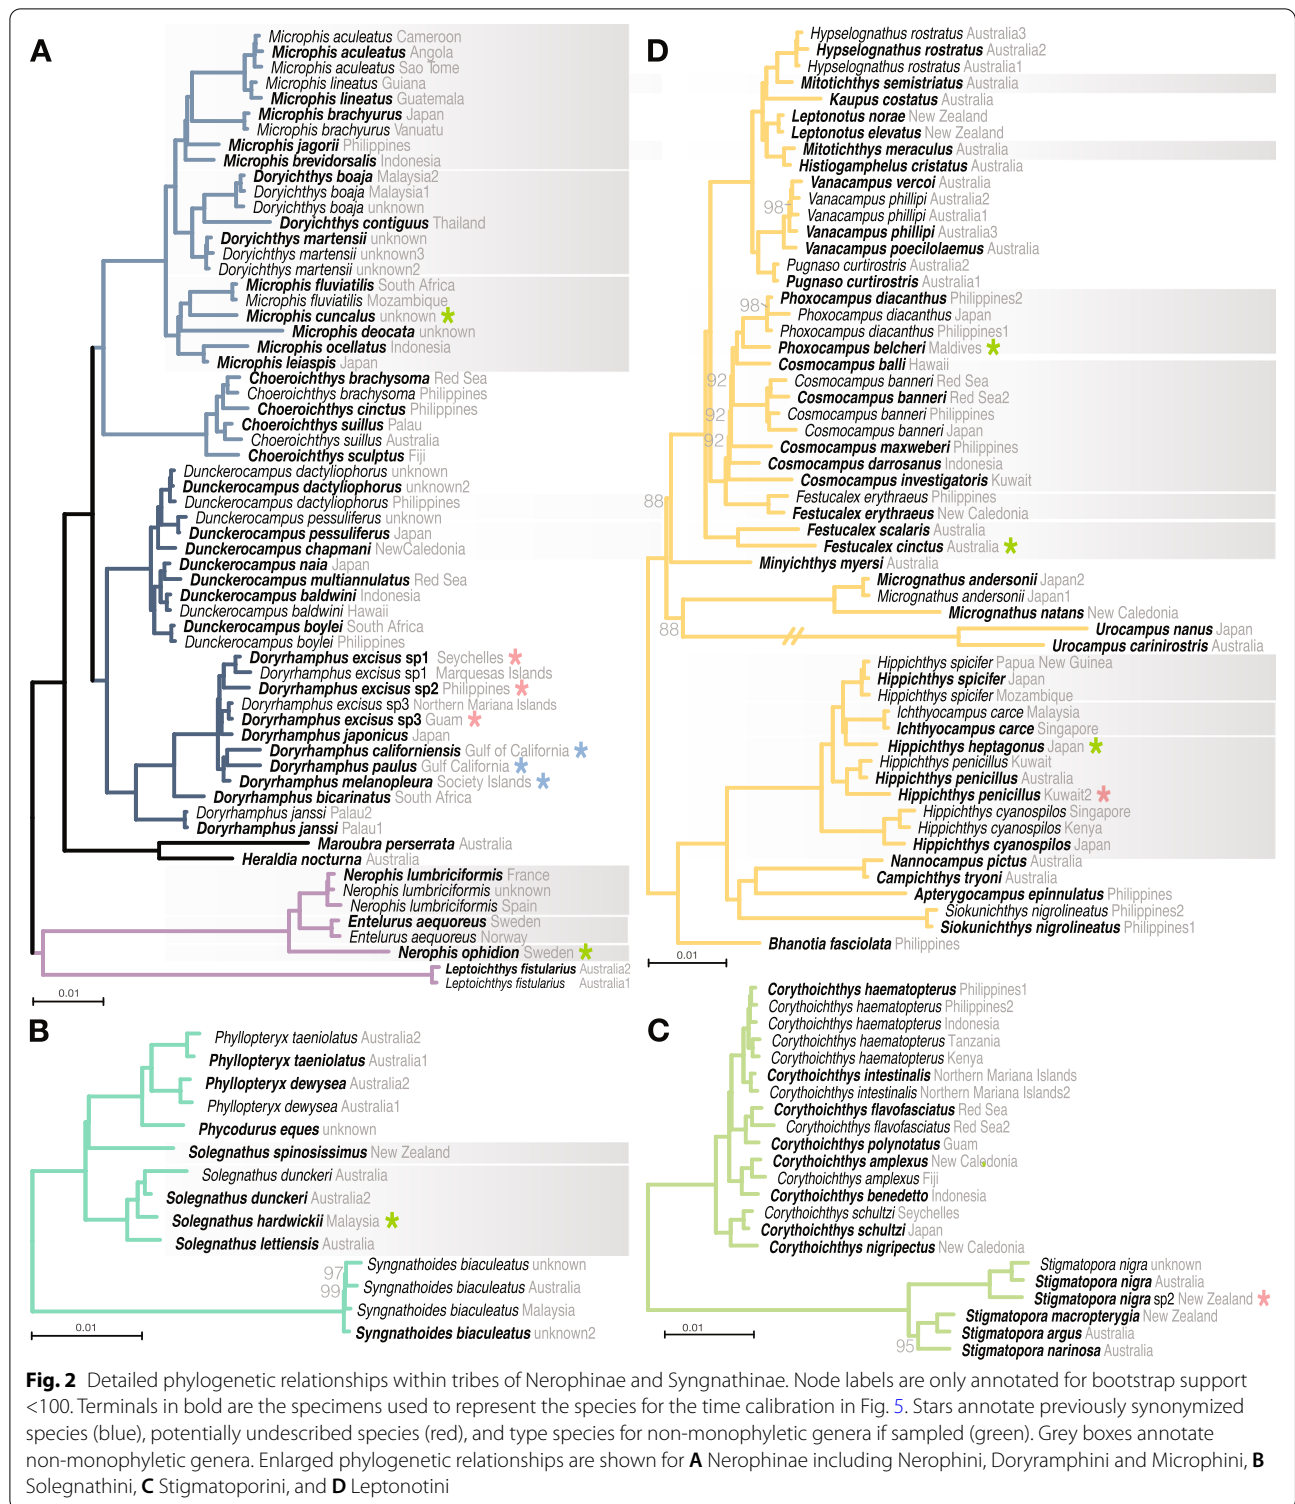 A
Microphis aculeatus Cameroon
Microphis aculeatus Angola
Microphis aculeatus Sao Tome
Microphis lineatus Guiana
Microphis lineatus Guatemala
Microphis brachyurus Japan
Microphis brachyurus Vanuatu
Microphis jagorii Philippines
Microphis brevidorsalis Indonesia
Doryichthys boaja Malaysia2
Doryichthys boaja Malaysia1
Doryichthys boaja unknown
Doryichthys contiguus Thailand
Doryichthys martensii unknown
Doryichthys martensii unknown3
Doryichthys martensii unknown2
Microphis fluviatilis South Africa
Microphis fluviatilis Mozambique
Microphis cuncalus unknown *
Microphis deocata unknown
Microphis ocellatus Indonesia
Microphis leiaspis Japan
Choeroichthys brachysoma Red Sea
Choeroichthys brachysoma Philippines
Choeroichthys cinctus Philippines
Choeroichthys suillus Palau
Choeroichthys suillus Australia
Choeroichthys sculptus Fiji
Dunckerocampus dactyliophorus unknown
Dunckerocampus dactyliophorus unknown2
Dunckerocampus dactyliophorus Philippines
Dunckerocampus pessuliferus unknown
Dunckerocampus pessuliferus Japan
Dunckerocampus chapmani NewCaledonia
Dunckerocampus naia Japan
Dunckerocampus multiannulatus Red Sea
Dunckerocampus baldwini Indonesia
Dunckerocampus baldwini Hawaii
Dunckerocampus boylei South Africa
Dunckerocampus boylei Philippines
Doryrhamphus excisus sp1 Seychelles *
Doryrhamphus excisus sp1 Marquesas Islands
Doryrhamphus excisus sp2 Philippines *
Doryrhamphus excisus sp3 Northern Mariana Islands
Doryrhamphus excisus sp3 Guam *
Doryrhamphus japonicus Japan
Doryrhamphus californiensis Gulf of California *
Doryrhamphus paulus Gulf California *
Doryrhamphus melanopleura Society Islands *
Doryrhamphus bicarinatus South Africa
Doryrhamphus janssi Palau2
Doryrhamphus janssi Palau1
Maroubra perserrata Australia
Heraldia nocturna Australia
Nerophis lumbriciformis France
Nerophis lumbriciformis unknown
Nerophis lumbriciformis Spain
Entelurus aequoreus Sweden
Entelurus aequoreus Norway
Nerophis ophidion Sweden *
Leptoichthys fistularius Australia2
Leptoichthys fistularius Australia1
0.01
B
Phyllopteryx taeniolatus Australia2
Phyllopteryx taeniolatus Australia1
Phyllopteryx dewysea Australia2
Phyllopteryx dewysea Australia1
Phycodurus eques unknown
Solegnathus spinosissimus New Zealand
Solegnathus dunckeri Australia
Solegnathus dunckeri Australia2
Solegnathus hardwickii Malaysia *
Solegnathus lettiensis Australia
Syngnathoides biaculeatus unknown
97
99
Syngnathoides biaculeatus Australia
Syngnathoides biaculeatus Malaysia
Syngnathoides biaculeatus unknown2
0.01
D
Hypselognathus rostratus Australia3
Hypselognathus rostratus Australia2
Hypselognathus rostratus Australia1
Mitotichthys semistriatus Australia
Kaupus costatus Australia
Leptonotus norae New Zealand
Leptonotus elevatus New Zealand
Mitotichthys meraculus Australia
Histiogamphelus cristatus Australia
Vanacampus vercoi Australia
Vanacampus phillipi Australia2
98
Vanacampus phillipi Australia1
Vanacampus phillipi Australia3
Vanacampus poecilolaemus Australia
Pugnaso curtirostris Australia2
Pugnaso curtirostris Australia1
Phoxocampus diacanthus Philippines2
98
Phoxocampus diacanthus Japan
Phoxocampus diacanthus Philippines1
Phoxocampus belcheri Maldives *
Cosmocampus balli Hawaii
92
Cosmocampus banneri Red Sea
Cosmocampus banneri Red Sea2
92
Cosmocampus banneri Philippines
Cosmocampus banneri Japan
92
Cosmocampus maxweberi Philippines
Cosmocampus darrosanus Indonesia
Cosmocampus investigatoris Kuwait
88
Festucalex erythraeus Philippines
Festucalex erythraeus New Caledonia
Festucalex scalaris Australia
Festucalex cinctus Australia *
Minyichthys myersi Australia
Micrognathus andersonii Japan2
Micrognathus andersonii Japan1
Micrognathus natans New Caledonia
88
Urocampus nanus Japan
Urocampus carinirostris Australia
Hippichthys spicifer Papua New Guinea
Hippichthys spicifer Japan
Hippichthys spicifer Mozambique
Ichthyocampus carce Malaysia
Ichthyocampus carce Singapore
Hippichthys heptagonus Japan *
Hippichthys penicillus Kuwait
Hippichthys penicillus Australia
Hippichthys penicillus Kuwait2 *
Hippichthys cyanospilos Singapore
Hippichthys cyanospilos Kenya
Hippichthys cyanospilos Japan
Nannocampus pictus Australia
Campichthys tryoni Australia
Apterygocampus epinnulatus Philippines
Siokunichthys nigrolineatus Philippines2
Siokunichthys nigrolineatus Philippines1
Bhanotia fasciolata Philippines
0.01
C
Corythoichthys haematopterus Philippines1
Corythoichthys haematopterus Philippines2
Corythoichthys haematopterus Indonesia
Corythoichthys haematopterus Tanzania
Corythoichthys haematopterus Kenya
Corythoichthys intestinalis Northern Mariana Islands
Corythoichthys intestinalis Northern Mariana Islands2
Corythoichthys flavofasciatus Red Sea
Corythoichthys flavofasciatus Red Sea2
Corythoichthys polynotatus Guam
Corythoichthys amplexus New Caledonia
Corythoichthys amplexus Fiji
Corythoichthys benedetto Indonesia
Corythoichthys schultzi Seychelles
Corythoichthys schultzi Japan
Corythoichthys nigripectus New Caledonia
Stigmatopora nigra unknown
Stigmatopora nigra Australia
Stigmatopora nigra sp2 New Zealand *
Stigmatopora macropterygia New Zealand
Stigmatopora argus Australia
95
Stigmatopora narinosa Australia
0.01
Fig. 2 Detailed phylogenetic relationships within tribes of Nerophinae and Syngnathinae. Node labels are only annotated for bootstrap support
<100. Terminals in bold are the specimens used to represent the species for the time calibration in Fig. 5. Stars annotate previously synonymized
species (blue), potentially undescribed species (red), and type species for non-monophyletic genera if sampled (green). Grey boxes annotate
non-monophyletic genera. Enlarged phylogenetic relationships are shown for A Nerophinae including Nerophini, Doryramphini and Microphini, B
Solegnathini, C Stigmatoporini, and D Leptonotini